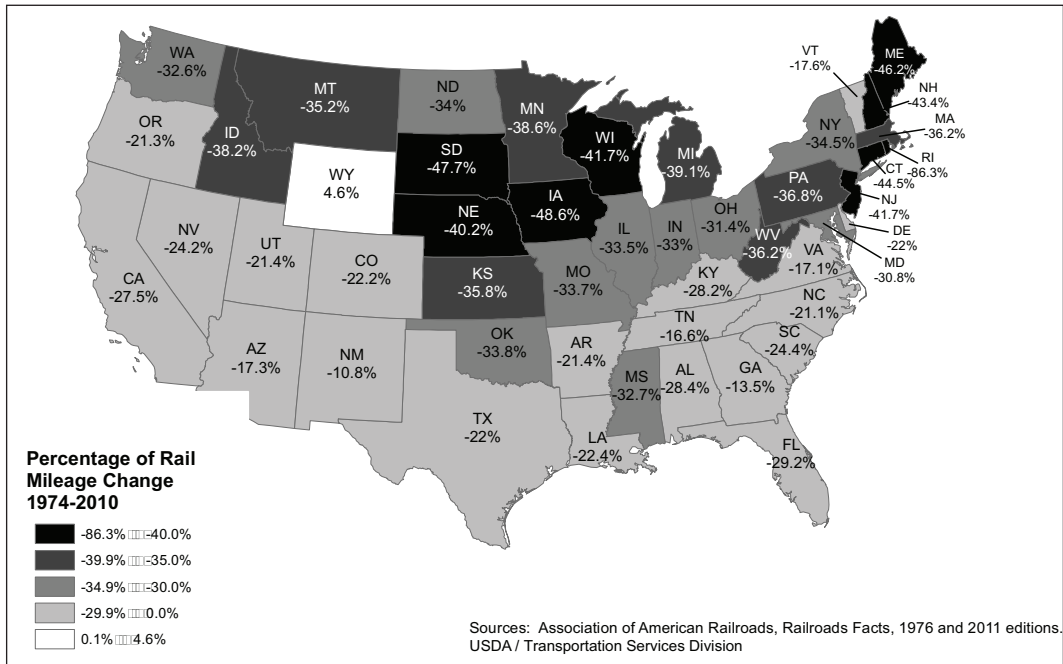 WA
-32.6%
MT
-35.2%
ND
-34%
MN
-38.6%
VT
-17.6%
ME
-46.2%
NH
-43.4%
MA
-36.2%
RI
-86.3%
CT
-44.5%
NJ
-41.7%
DE
-22%
MD
-30.8%
OR
-21.3%
ID
-38.2%
WY
4.6%
SD
-47.7%
WI
-41.7%
MI
-39.1%
NY
-34.5%
PA
-36.8%
NE
-40.2%
IA
-48.6%
IL
-33.5%
IN
-33%
OH
-31.4%
WV
-36.2%
VA
-17.1%
CA
-27.5%
NV
-24.2%
UT
-21.4%
CO
-22.2%
KS
-35.8%
MO
-33.7%
KY
-28.2%
NC
-21.1%
TN
-16.6%
SC
-24.4%
AZ
-17.3%
NM
-10.8%
OK
-33.8%
AR
-21.4%
MS
-32.7%
AL
-28.4%
GA
-13.5%
TX
-22%
LA
-22.4%
FL
-29.2%
Percentage of Rail
Mileage Change
1974-2010
-86.3% -40.0%
-39.9% -35.0%
-34.9% -30.0%
-29.9% 0.0%
0.1% 4.6%
Sources: Association of American Railroads, Railroads Facts, 1976 and 2011 editions.
USDA / Transportation Services Division